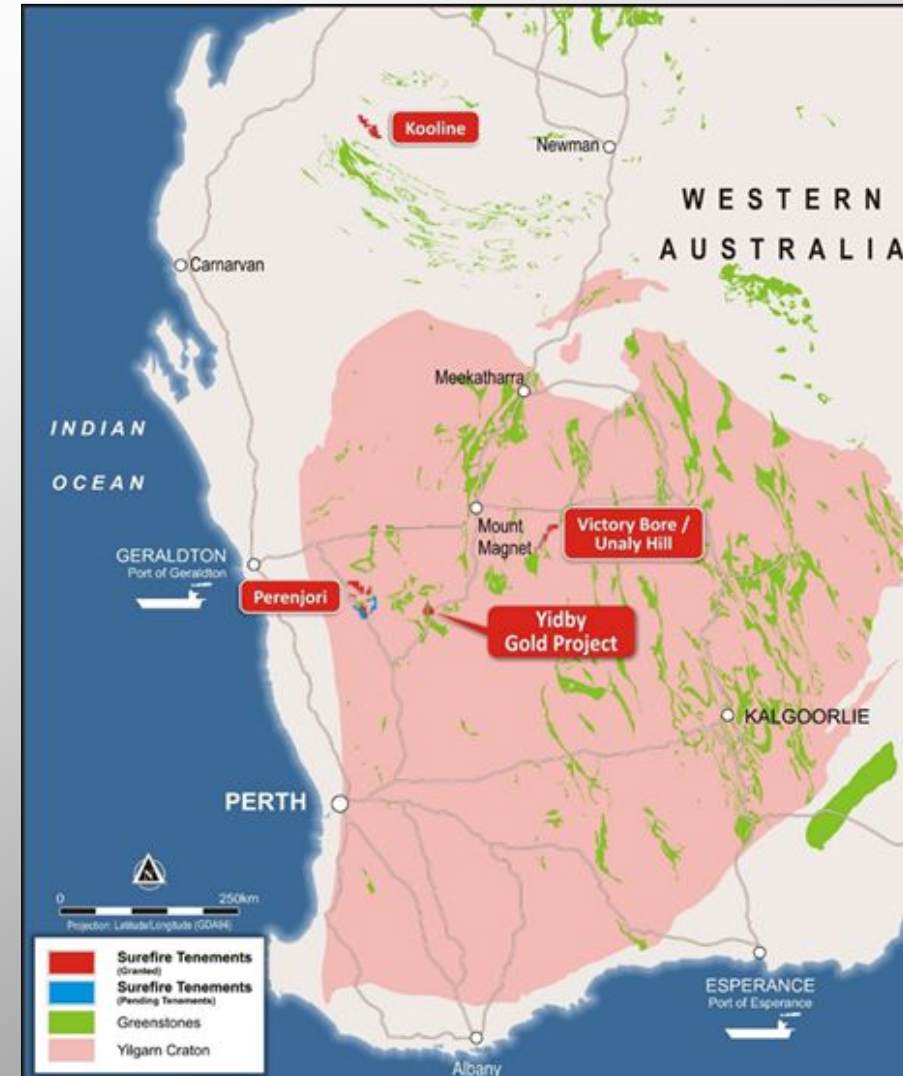 Kooline
Newman
WESTERN
AUSTRALIA
Carnarvan
Meekatharra
INDIAN
OCEAN
Mount
Magnet
Victory Bore /
Unaly Hill
GERALDTON
Port of Geraldton
Perenjori
Yidby
Gold Project
KALGOORLIE
PERTH
0 250km
Projection: Latitude/Longitude (GDA94)
Surefire Tenements
(Granted)
Surefire Tenements
(Pending Tenements)
Greenstones
Yilgarn Craton
ESPERANCE
Port of Esperance
Albany